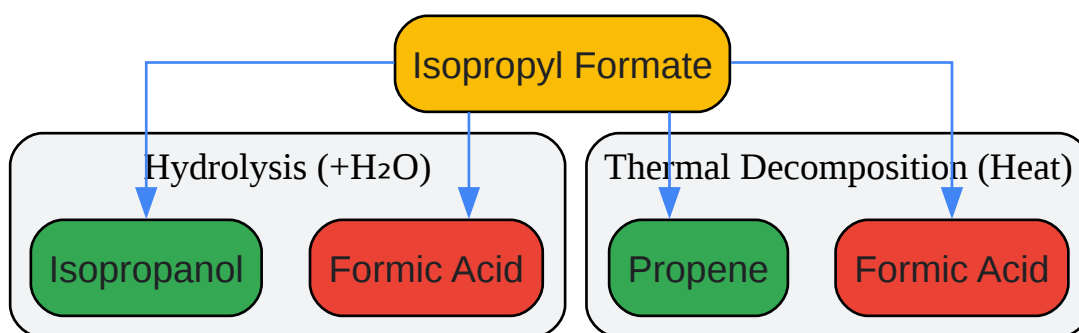 Isopropyl Formate
Hydrolysis (+H₂O)
Thermal Decomposition (Heat)
Isopropanol
Formic Acid
Propene
Formic Acid